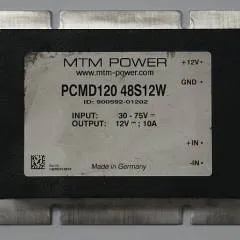 MTM POWER
www.mtm-power.com
PCMD120 48S12W
ID: 900592-01202
INPUT: 30 - 75V ⎓
OUTPUT: 12V ⎓; 10A
Made in Germany
+12V
GND
+IN
-IN